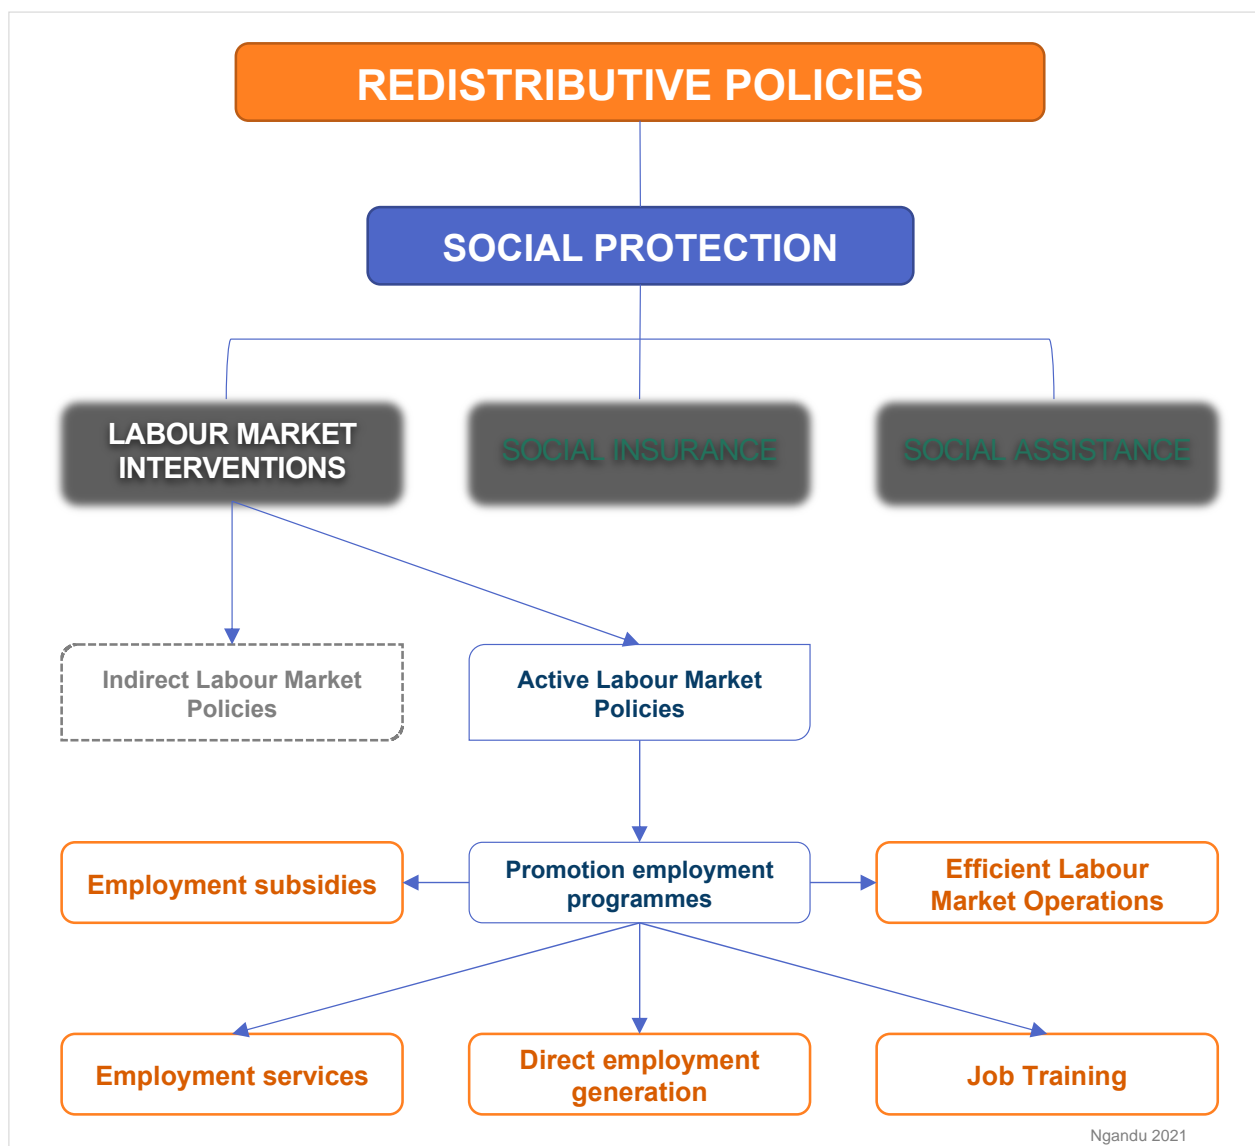 REDISTRIBUTIVE POLICIES
SOCIAL PROTECTION
LABOUR MARKET
INTERVENTIONS
SOCIAL INSURANCE
SOCIAL ASSISTANCE
Indirect Labour Market
Policies
Active Labour Market
Policies
Employment subsidies
Promotion employment
programmes
Efficient Labour
Market Operations
Employment services
Direct employment
generation
Job Training
Ngandu 2021